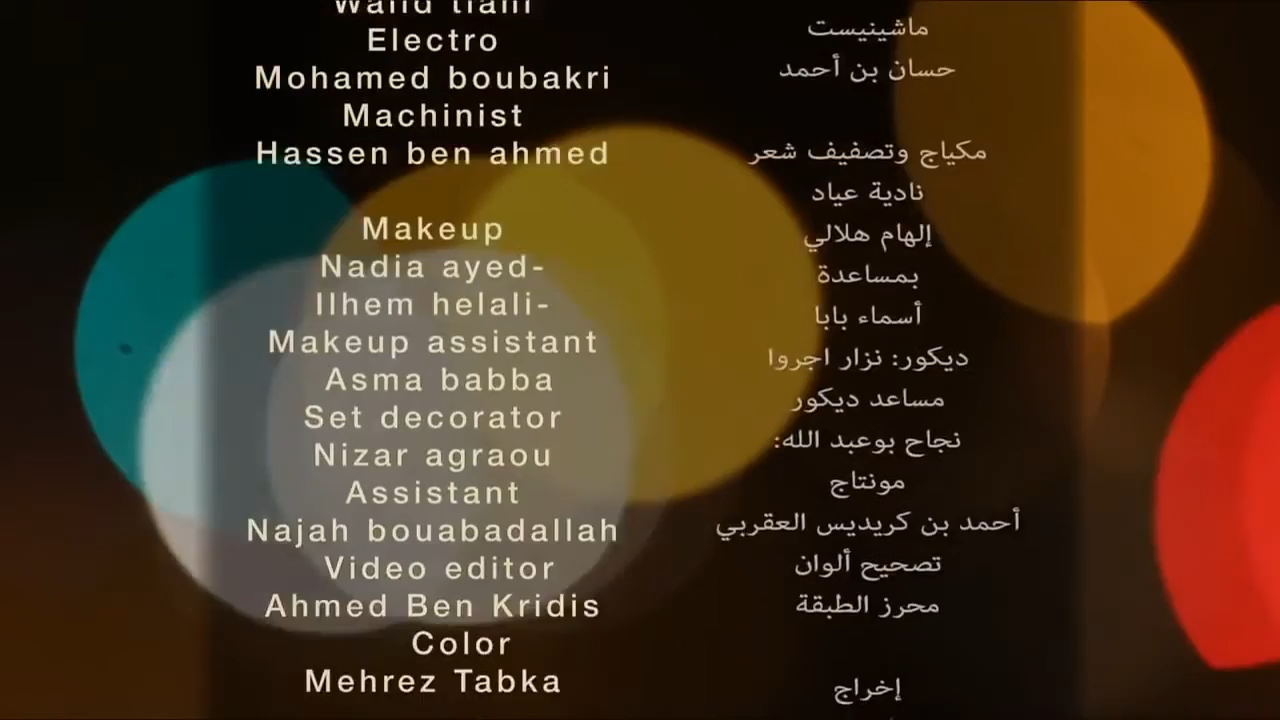 Walid tlani
Electro
Mohamed boubakri
Machinist
Hassen ben ahmed
Makeup
Nadia ayed-
Ilhem helali-
Makeup assistant
Asma babba
Set decorator
Nizar agraou
Assistant
Najah bouabadallah
Video editor
Ahmed Ben Kridis
Color
Mehrez Tabka
ماشينيست
حسان بن أحمد
مكياج وتصفيف شعر
نادية عياد
إلهام هلالي
بمساعدة
أسماء بابا
ديكور: نزار اجروا
مساعد ديكور
نجاح بوعبد الله:
مونتاج
أحمد بن كريديس العقربي
تصحيح ألوان
محرز الطبقة
إخراج